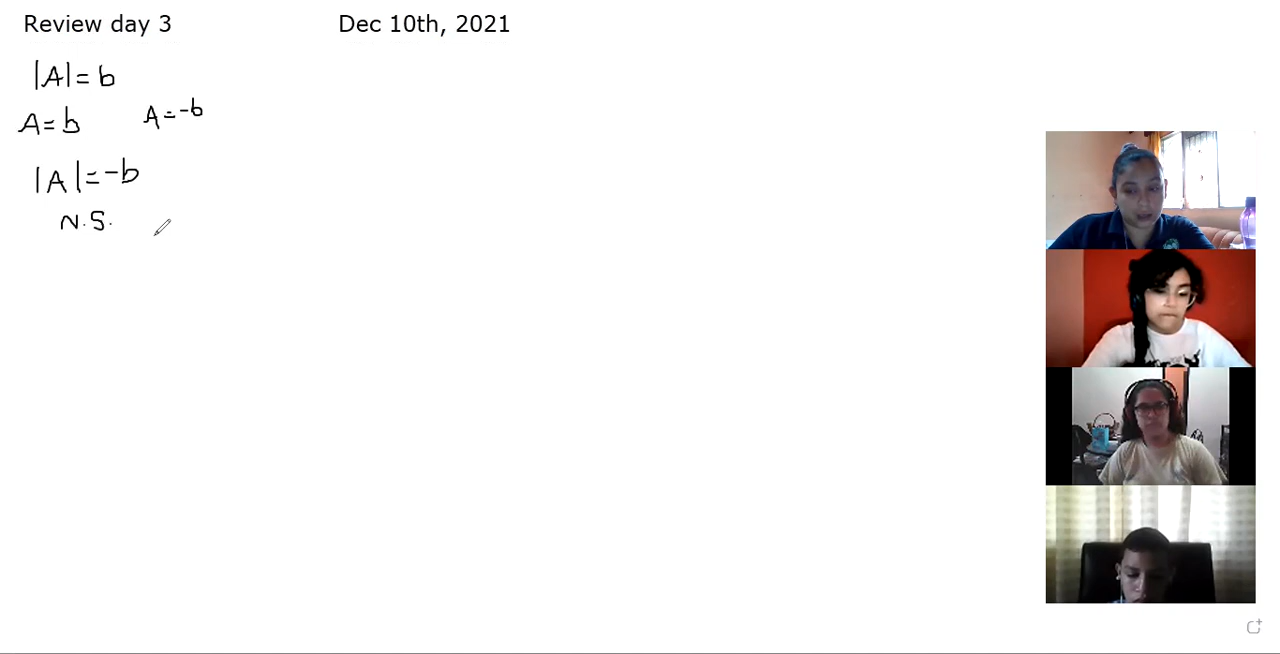 Review day 3 Dec 10th, 2021
|A| = b
A = b A = -b
|A| = -b
N.S.